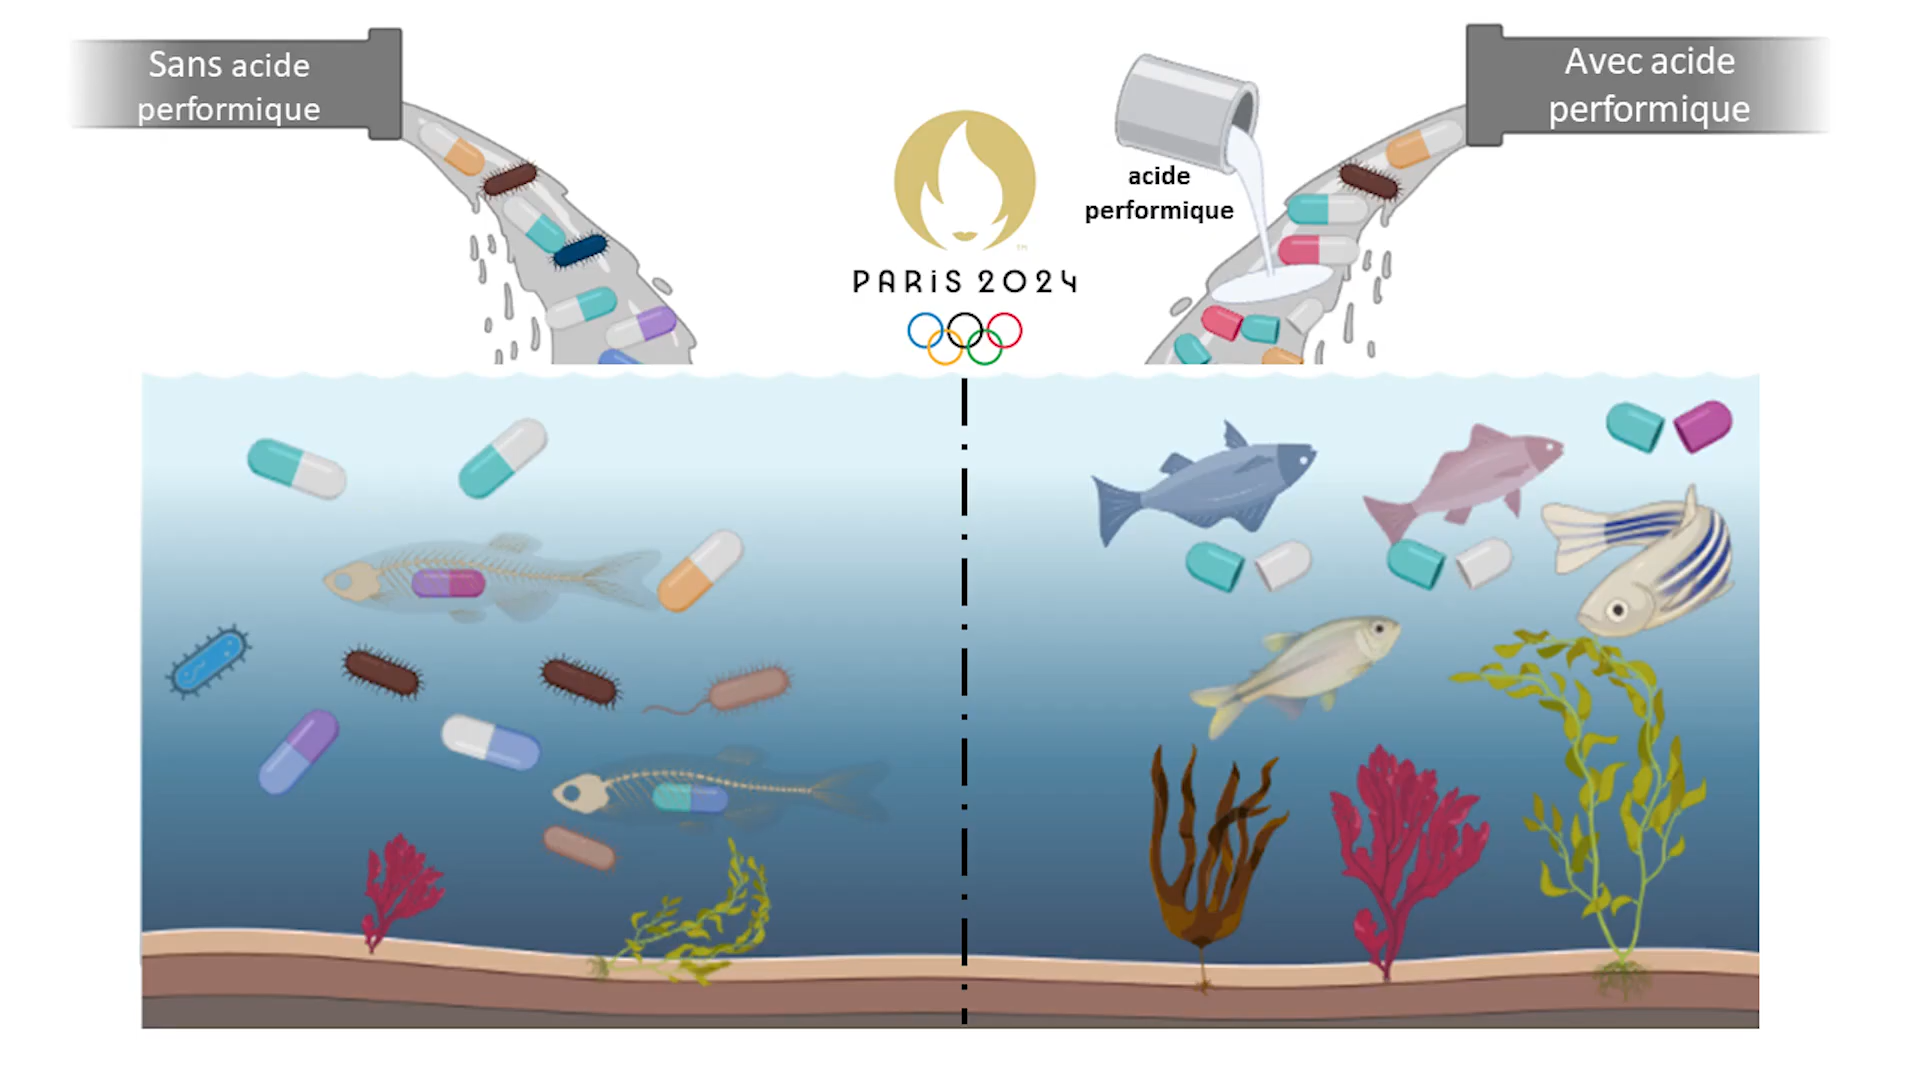 Sans acide
performique
Avec acide
performique
acide
performique
PARIS 2024